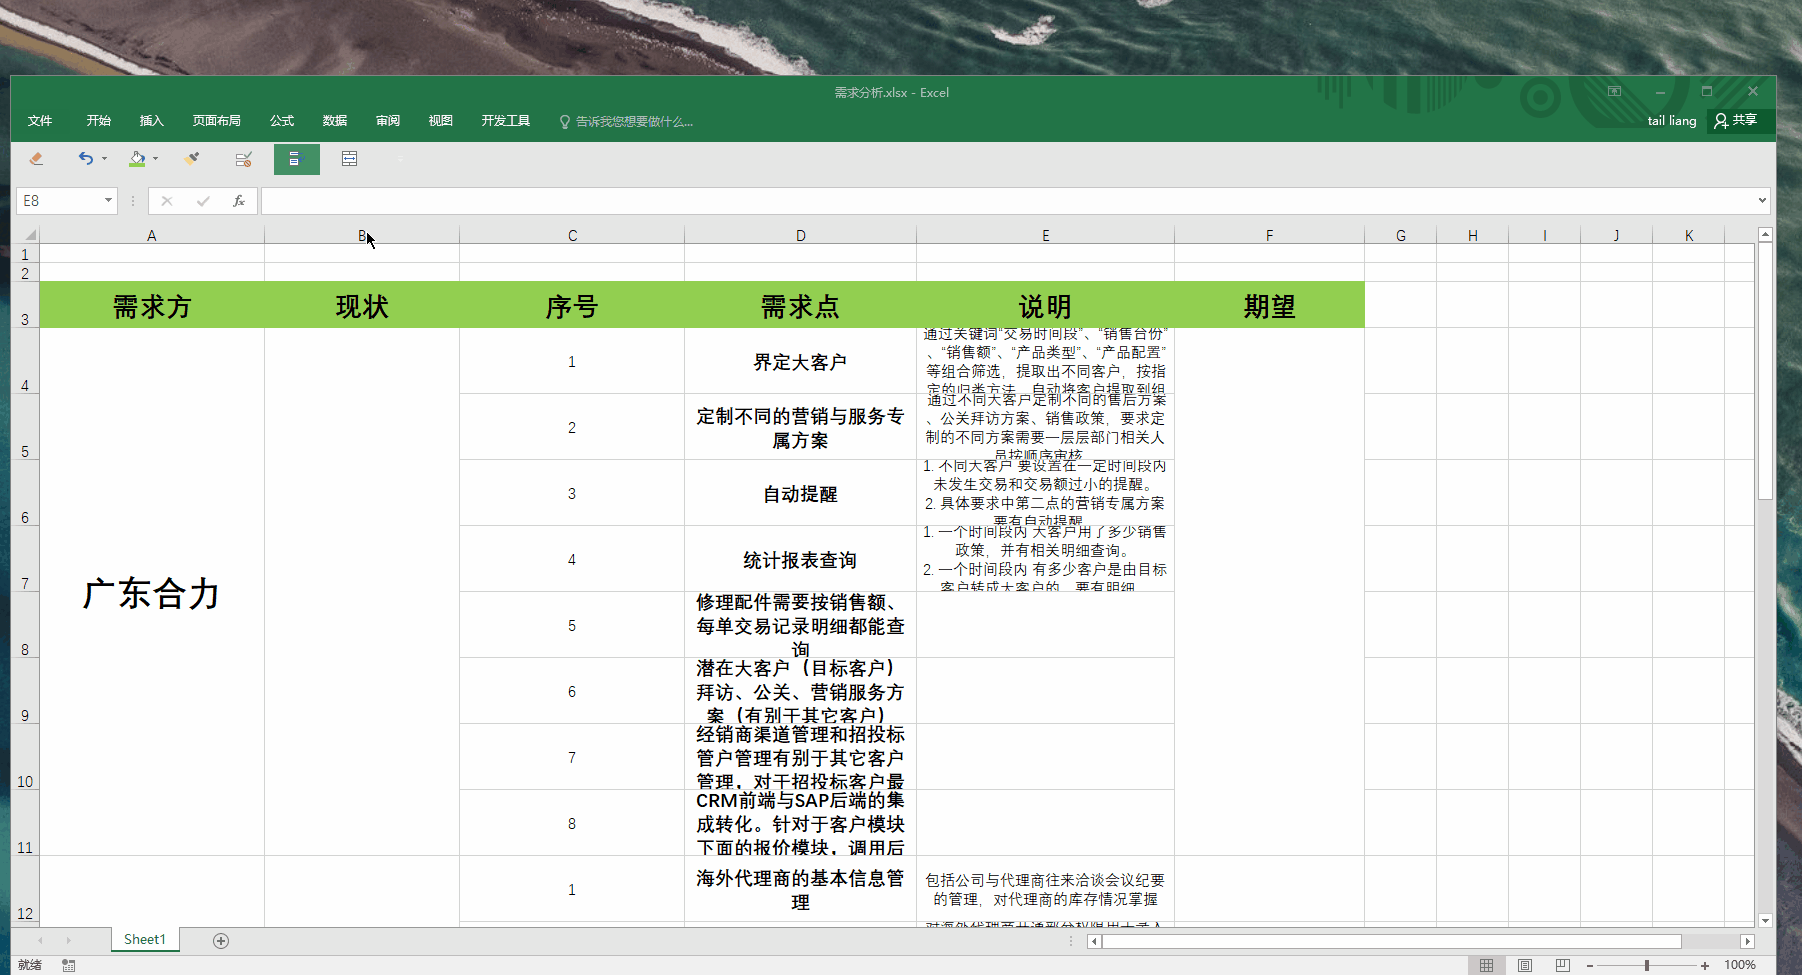 需求分析.xlsx - Excel
文件 开始 插入 页面布局 公式 数据 审阅 视图 开发工具 告诉我您想要做什么... tail liang 共享
E8 fx
A B C D E F G H I J K
1
2
3 需求方 现状 序号 需求点 说明 期望
广东合力
4 1 界定大客户
通过关键词“交易时间段”、“销售台份”
、“销售额”、“产品类型”、“产品配置”
等组合筛选，提取出不同客户，按指
定的归类方法，自动将客户提取到组
5 2 定制不同的营销与服务专
属方案
通过不同大客户定制不同的售后方案
、公关拜访方案、销售政策，要求定
制的不同方案需要一层层部门相关人
员按顺序审核
6 3 自动提醒
1. 不同大客户 要设置在一定时间段内
未发生交易和交易额过小的提醒。
2. 具体要求中第二点的营销专属方案
要有自动提醒
7 4 统计报表查询
1. 一个时间段内 大客户用了多少销售
政策，并有相关明细查询。
2. 一个时间段内 有多少客户是由目标
客户转成大客户的，要有明细
8 5 修理配件需要按销售额、
每单交易记录明细都能查
询
9 6 潜在大客户（目标客户）
拜访、公关、营销服务方
案（有别于其它客户）
10 7 经销商渠道管理和招投标
管户管理有别于其它客户
管理，对于招投标客户最
11 8 CRM前端与SAP后端的集
成转化。针对于客户模块
下面的报价模块，调用后
12 1 海外代理商的基本信息管
理
包括公司与代理商往来洽谈会议纪要
的管理，对代理商的库存情况掌握
Sheet1
就绪 100%